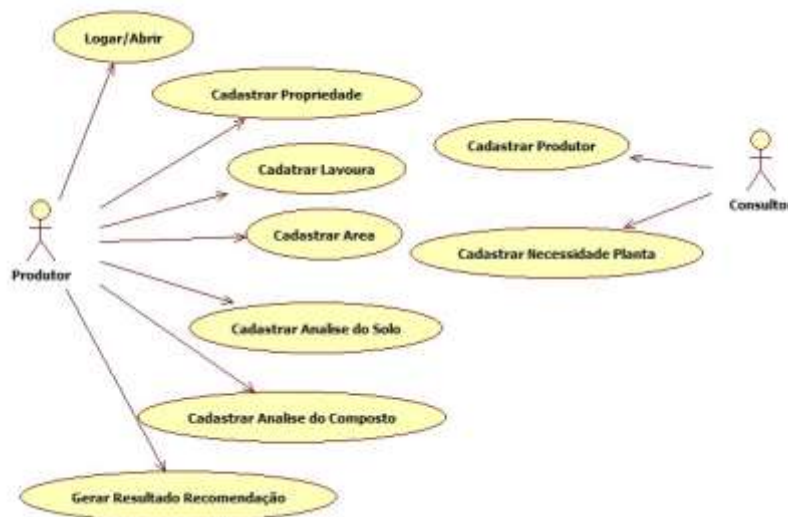 Logar/Abrir
Cadastrar Propriedade
Cadastrar Produtor
Cadatrar Lavoura
Consultor
Cadastrar Area
Cadastrar Necessidade Planta
Produtor
Cadastrar Analise do Solo
Cadastrar Analise do Composto
Gerar Resultado Recomendação